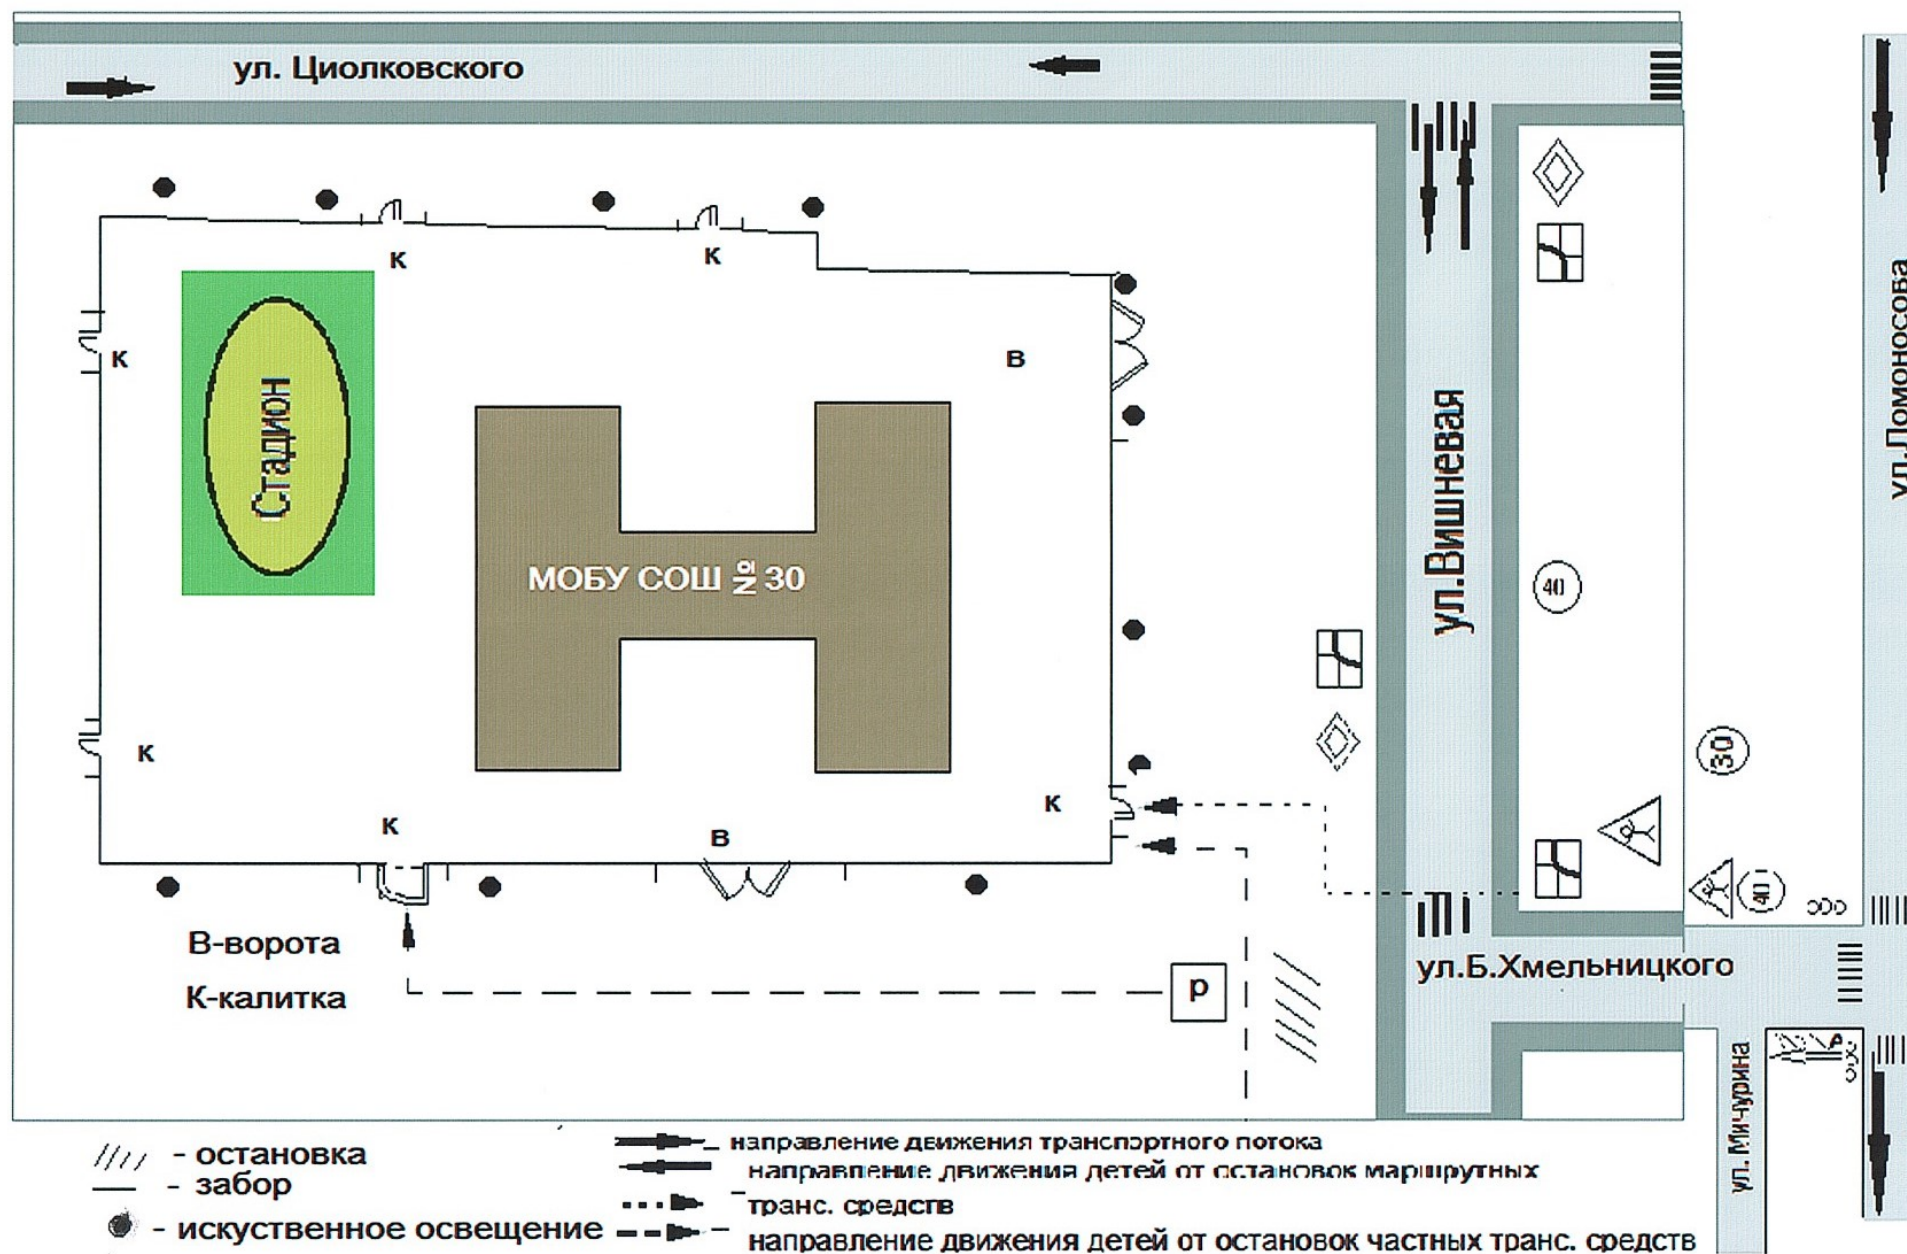 ул. Циолковского
К
К
К
В
Стадион
МОБУ СОШ № 30
ул.Вишневая
40
ул.Ломоносова
30
К
К
К
В
40
В-ворота
К-калитка
р
ул.Б.Хмельницкого
ул. Мичурина
- остановка
- забор
- искуственное освещение
направление движения транспортного потока
направление движения детей от остановок маршрутных
транс. средств
направление движения детей от остановок частных транс. средств